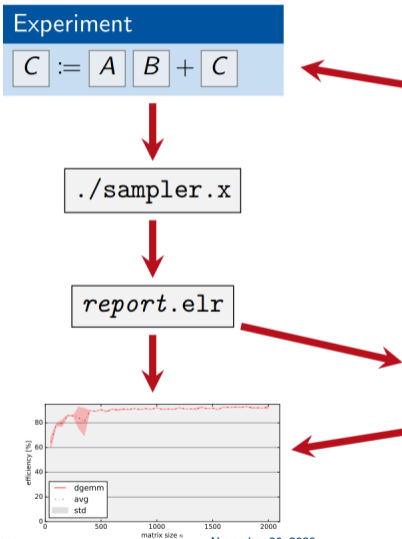 Experiment
C := A B + C
./sampler.x
report.elr
80
60
40
20
0
efficiency [%]
dgemm
avg
std
0 500 1000 1500 2000
matrix size n